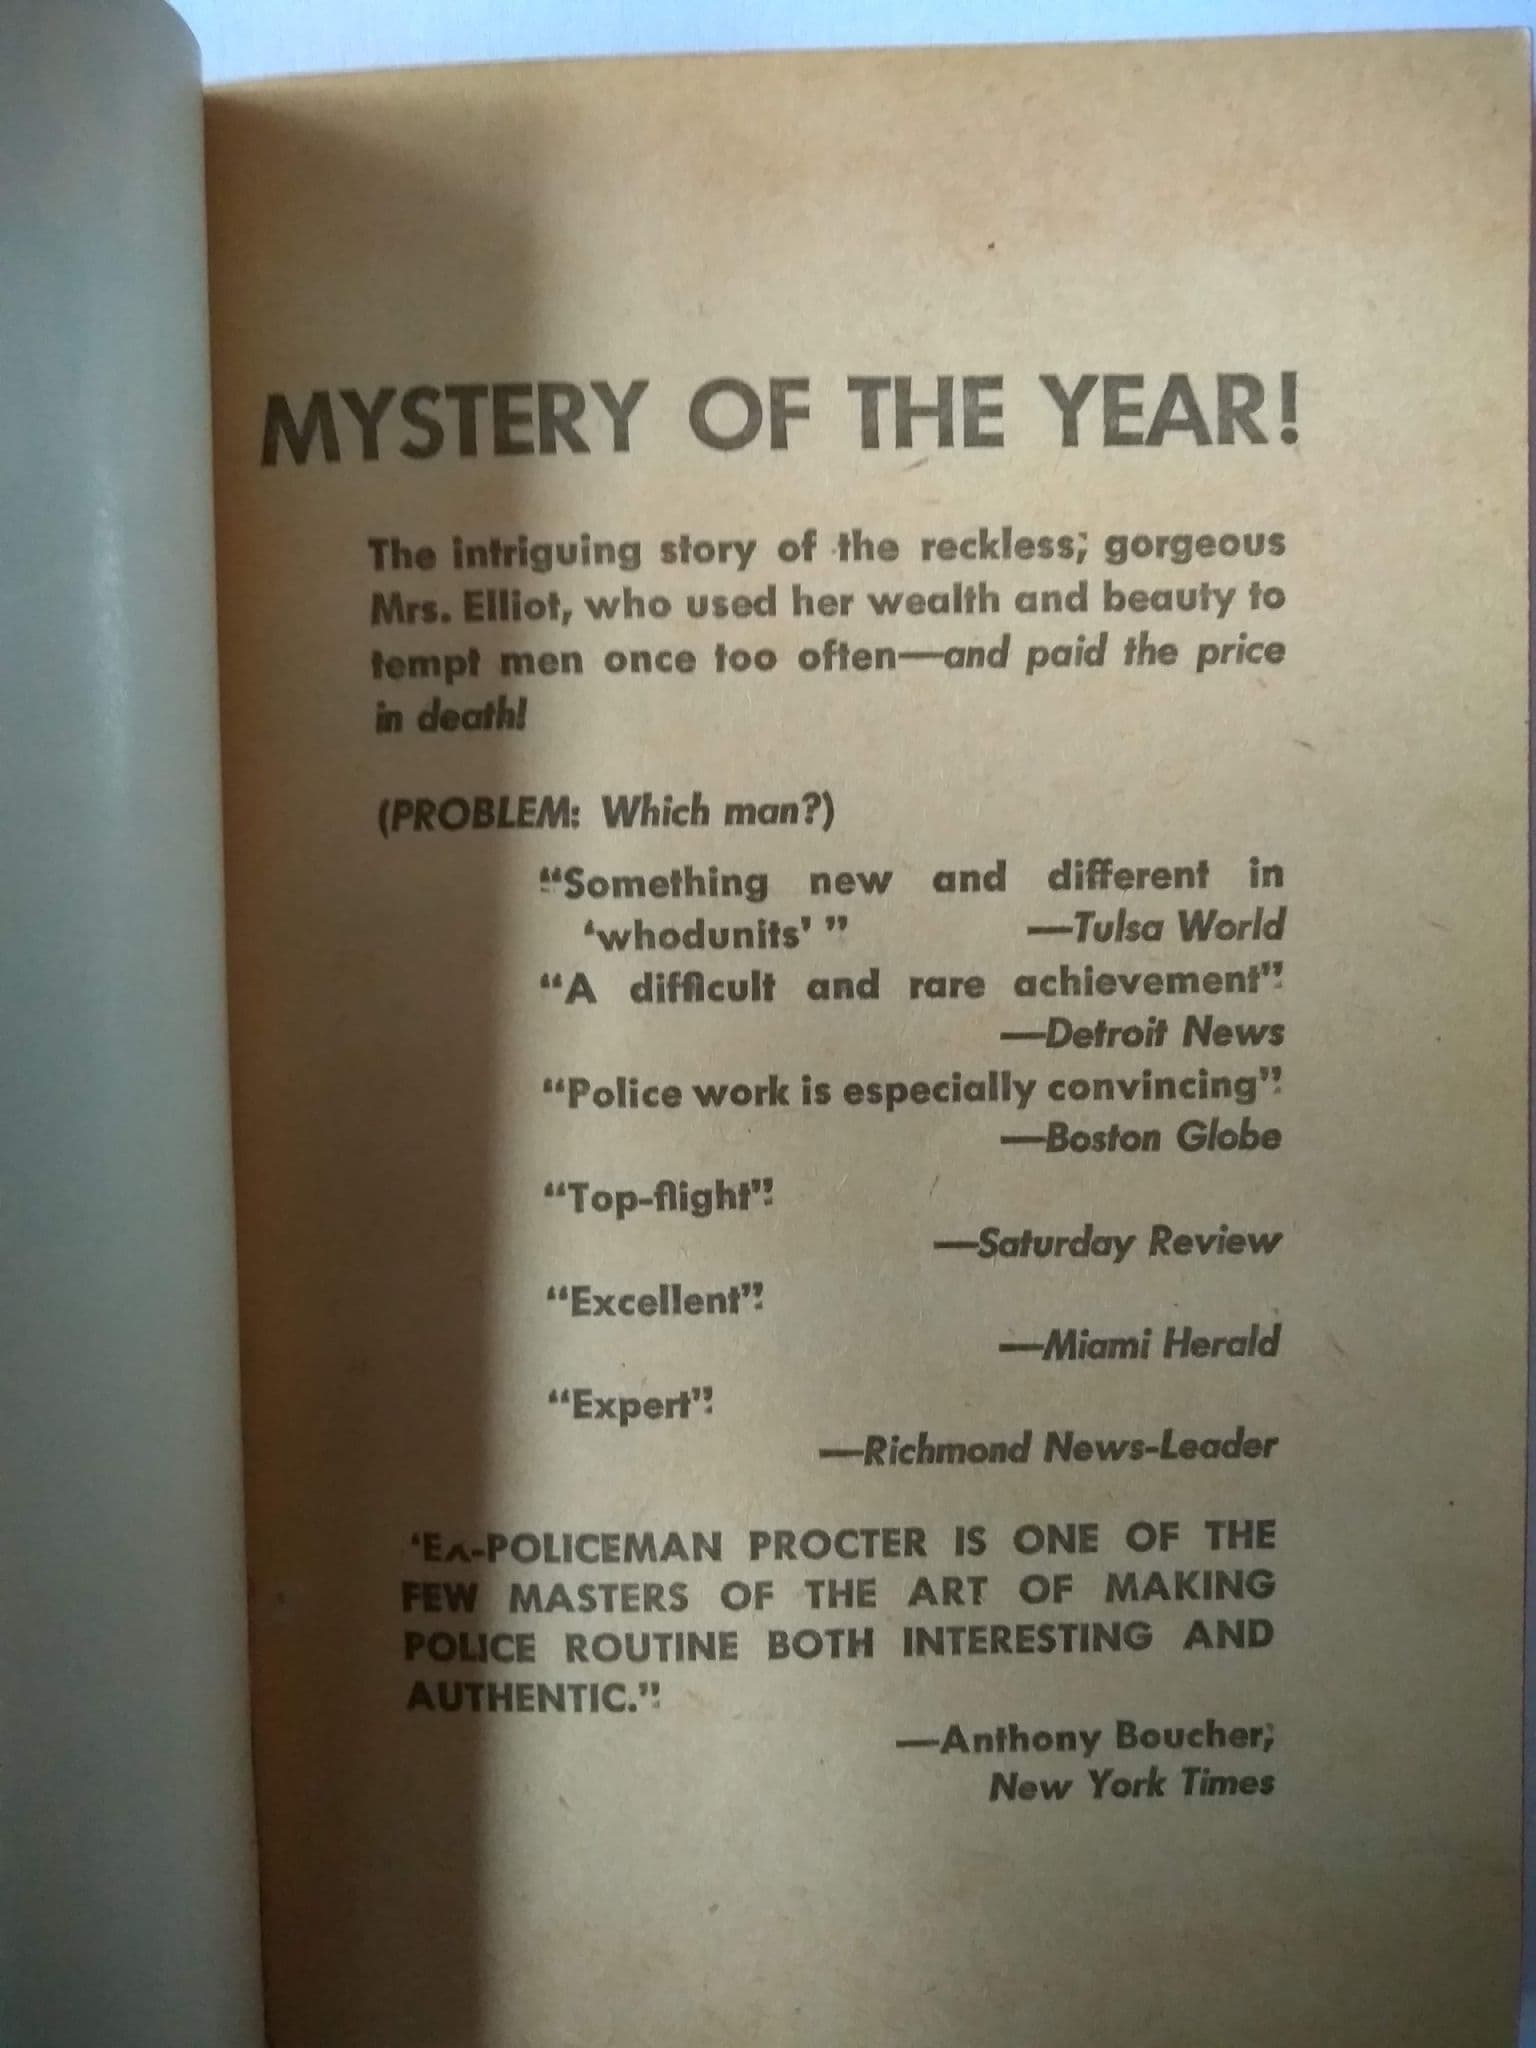 MYSTERY OF THE YEAR!
The intriguing story of the reckless; gorgeous
Mrs. Elliot, who used her wealth and beauty to
tempt men once too often—and paid the price
in death!
(PROBLEM: Which man?)
“Something new and different in
‘whodunits’ ” —Tulsa World
“A difficult and rare achievement”
—Detroit News
“Police work is especially convincing”
—Boston Globe
“Top-flight”
—Saturday Review
“Excellent”
—Miami Herald
“Expert”
—Richmond News-Leader
‘Ex-POLICEMAN PROCTER IS ONE OF THE
FEW MASTERS OF THE ART OF MAKING
POLICE ROUTINE BOTH INTERESTING AND
AUTHENTIC.”
—Anthony Boucher;
New York Times